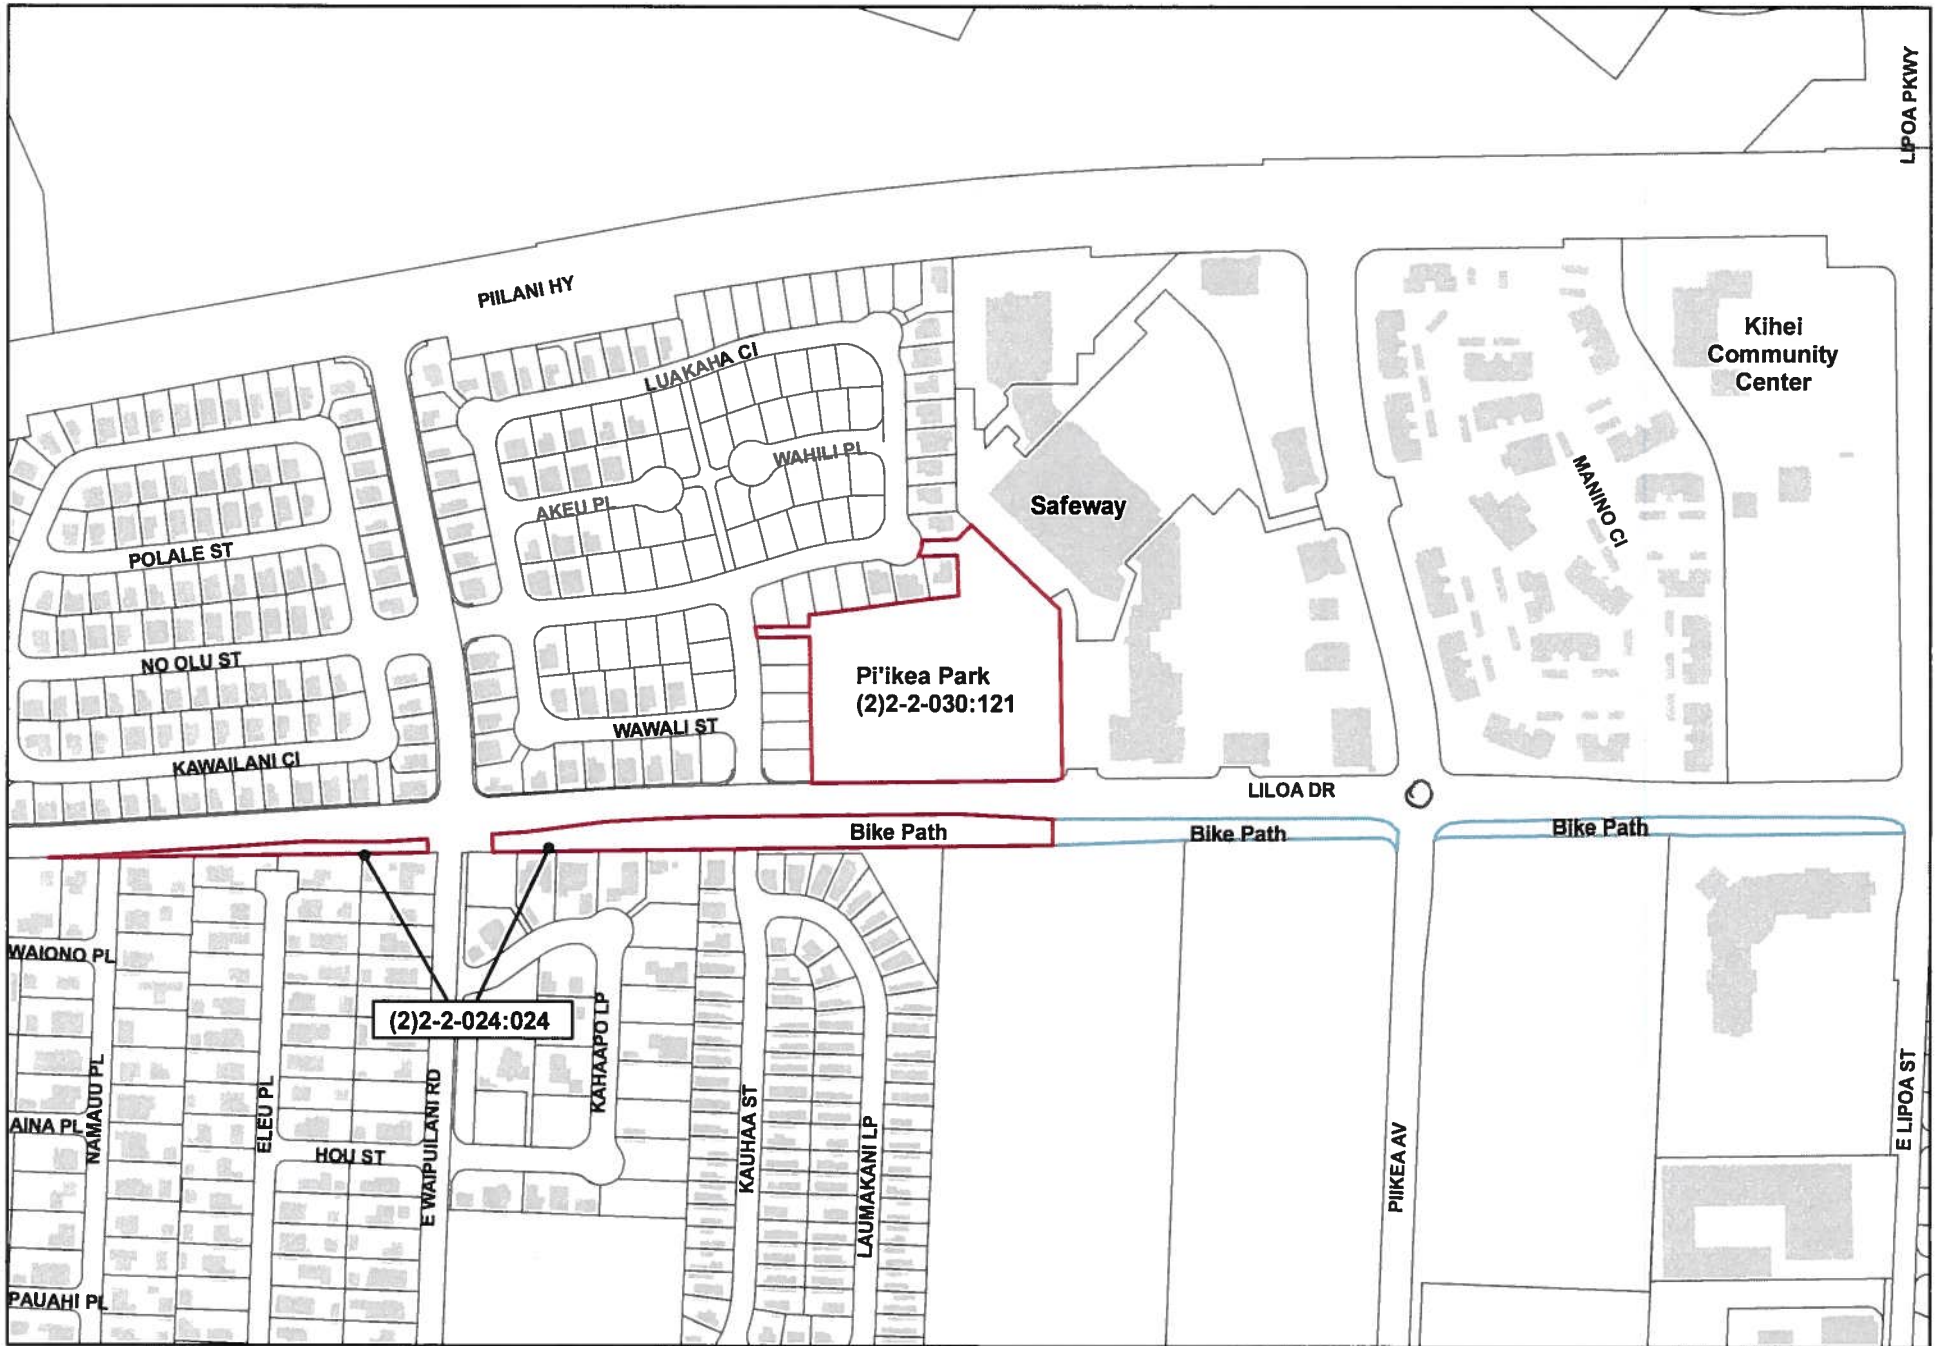 LIPOA PKWY
PIILANI HY
Kihei
Community
Center
LUAKAHA CI
WAHILI PL
AKEU PL
Safeway
MANINO CI
POLALE ST
NO OLU ST
Pi'ikea Park
(2)2-2-030:121
WAWALI ST
KAWAILANI CI
LILOA DR
Bike Path
Bike Path
Bike Path
WAIONO PL
(2)2-2-024:024
NAMAUU PL
ELEU PL
E WAIPUILANI RD
KAHAAPO LP
KAUHAA ST
LAUMAKANI LP
PIIKEA AV
E LIPOA ST
AINA PL
HOU ST
PAUAHI PL